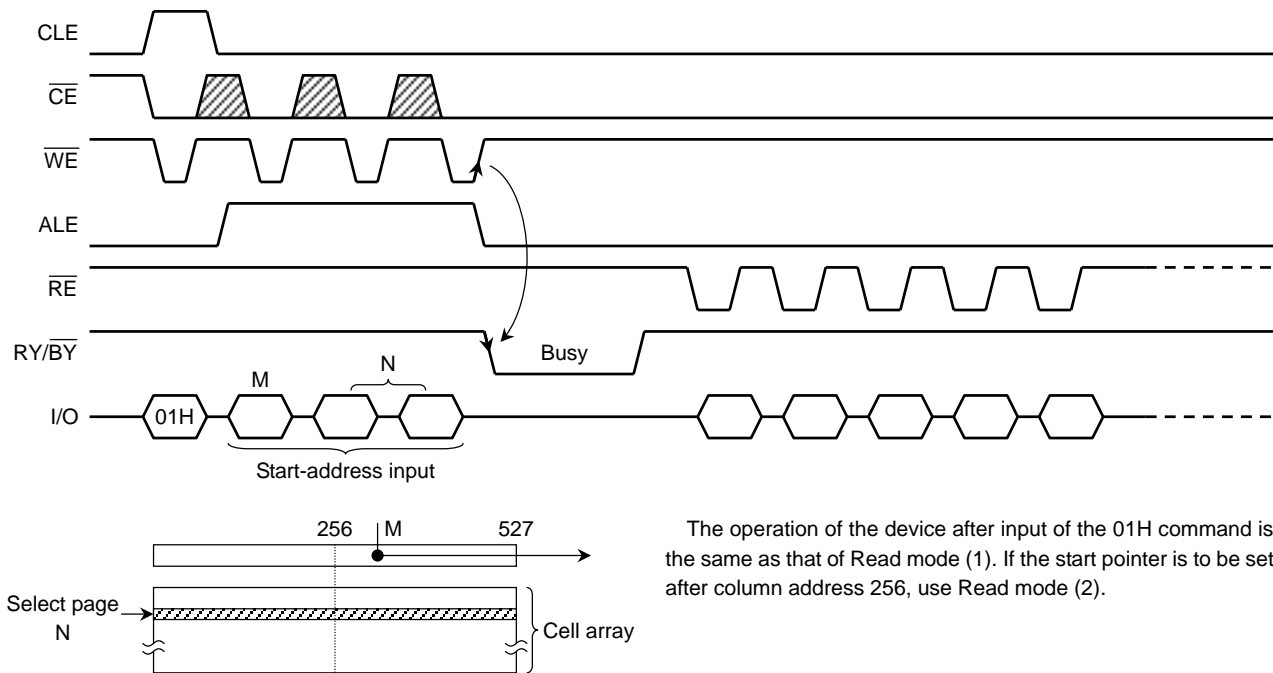 CLE
CE
WE
ALE
RE
RY/BY
Busy
N
M
I/O
01H
Start-address input
256 M 527
The operation of the device after input of the 01H command is
the same as that of Read mode (1). If the start pointer is to be set
after column address 256, use Read mode (2).
Select page
N
Cell array